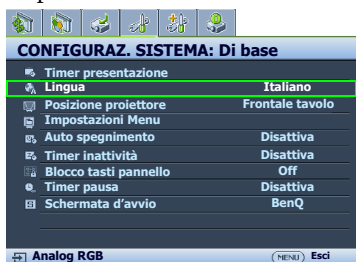 CONFIGURAZ. SISTEMA: Di base
Timer presentazione
Lingua Italiano
Posizione proiettore Frontale tavolo
Impostazioni Menu
Auto spegnimento Disattiva
Timer inattività Disattiva
Blocco tasti pannello Off
Timer pausa Disattiva
Schermata d'avvio BenQ
Analog RGB MENU Esci